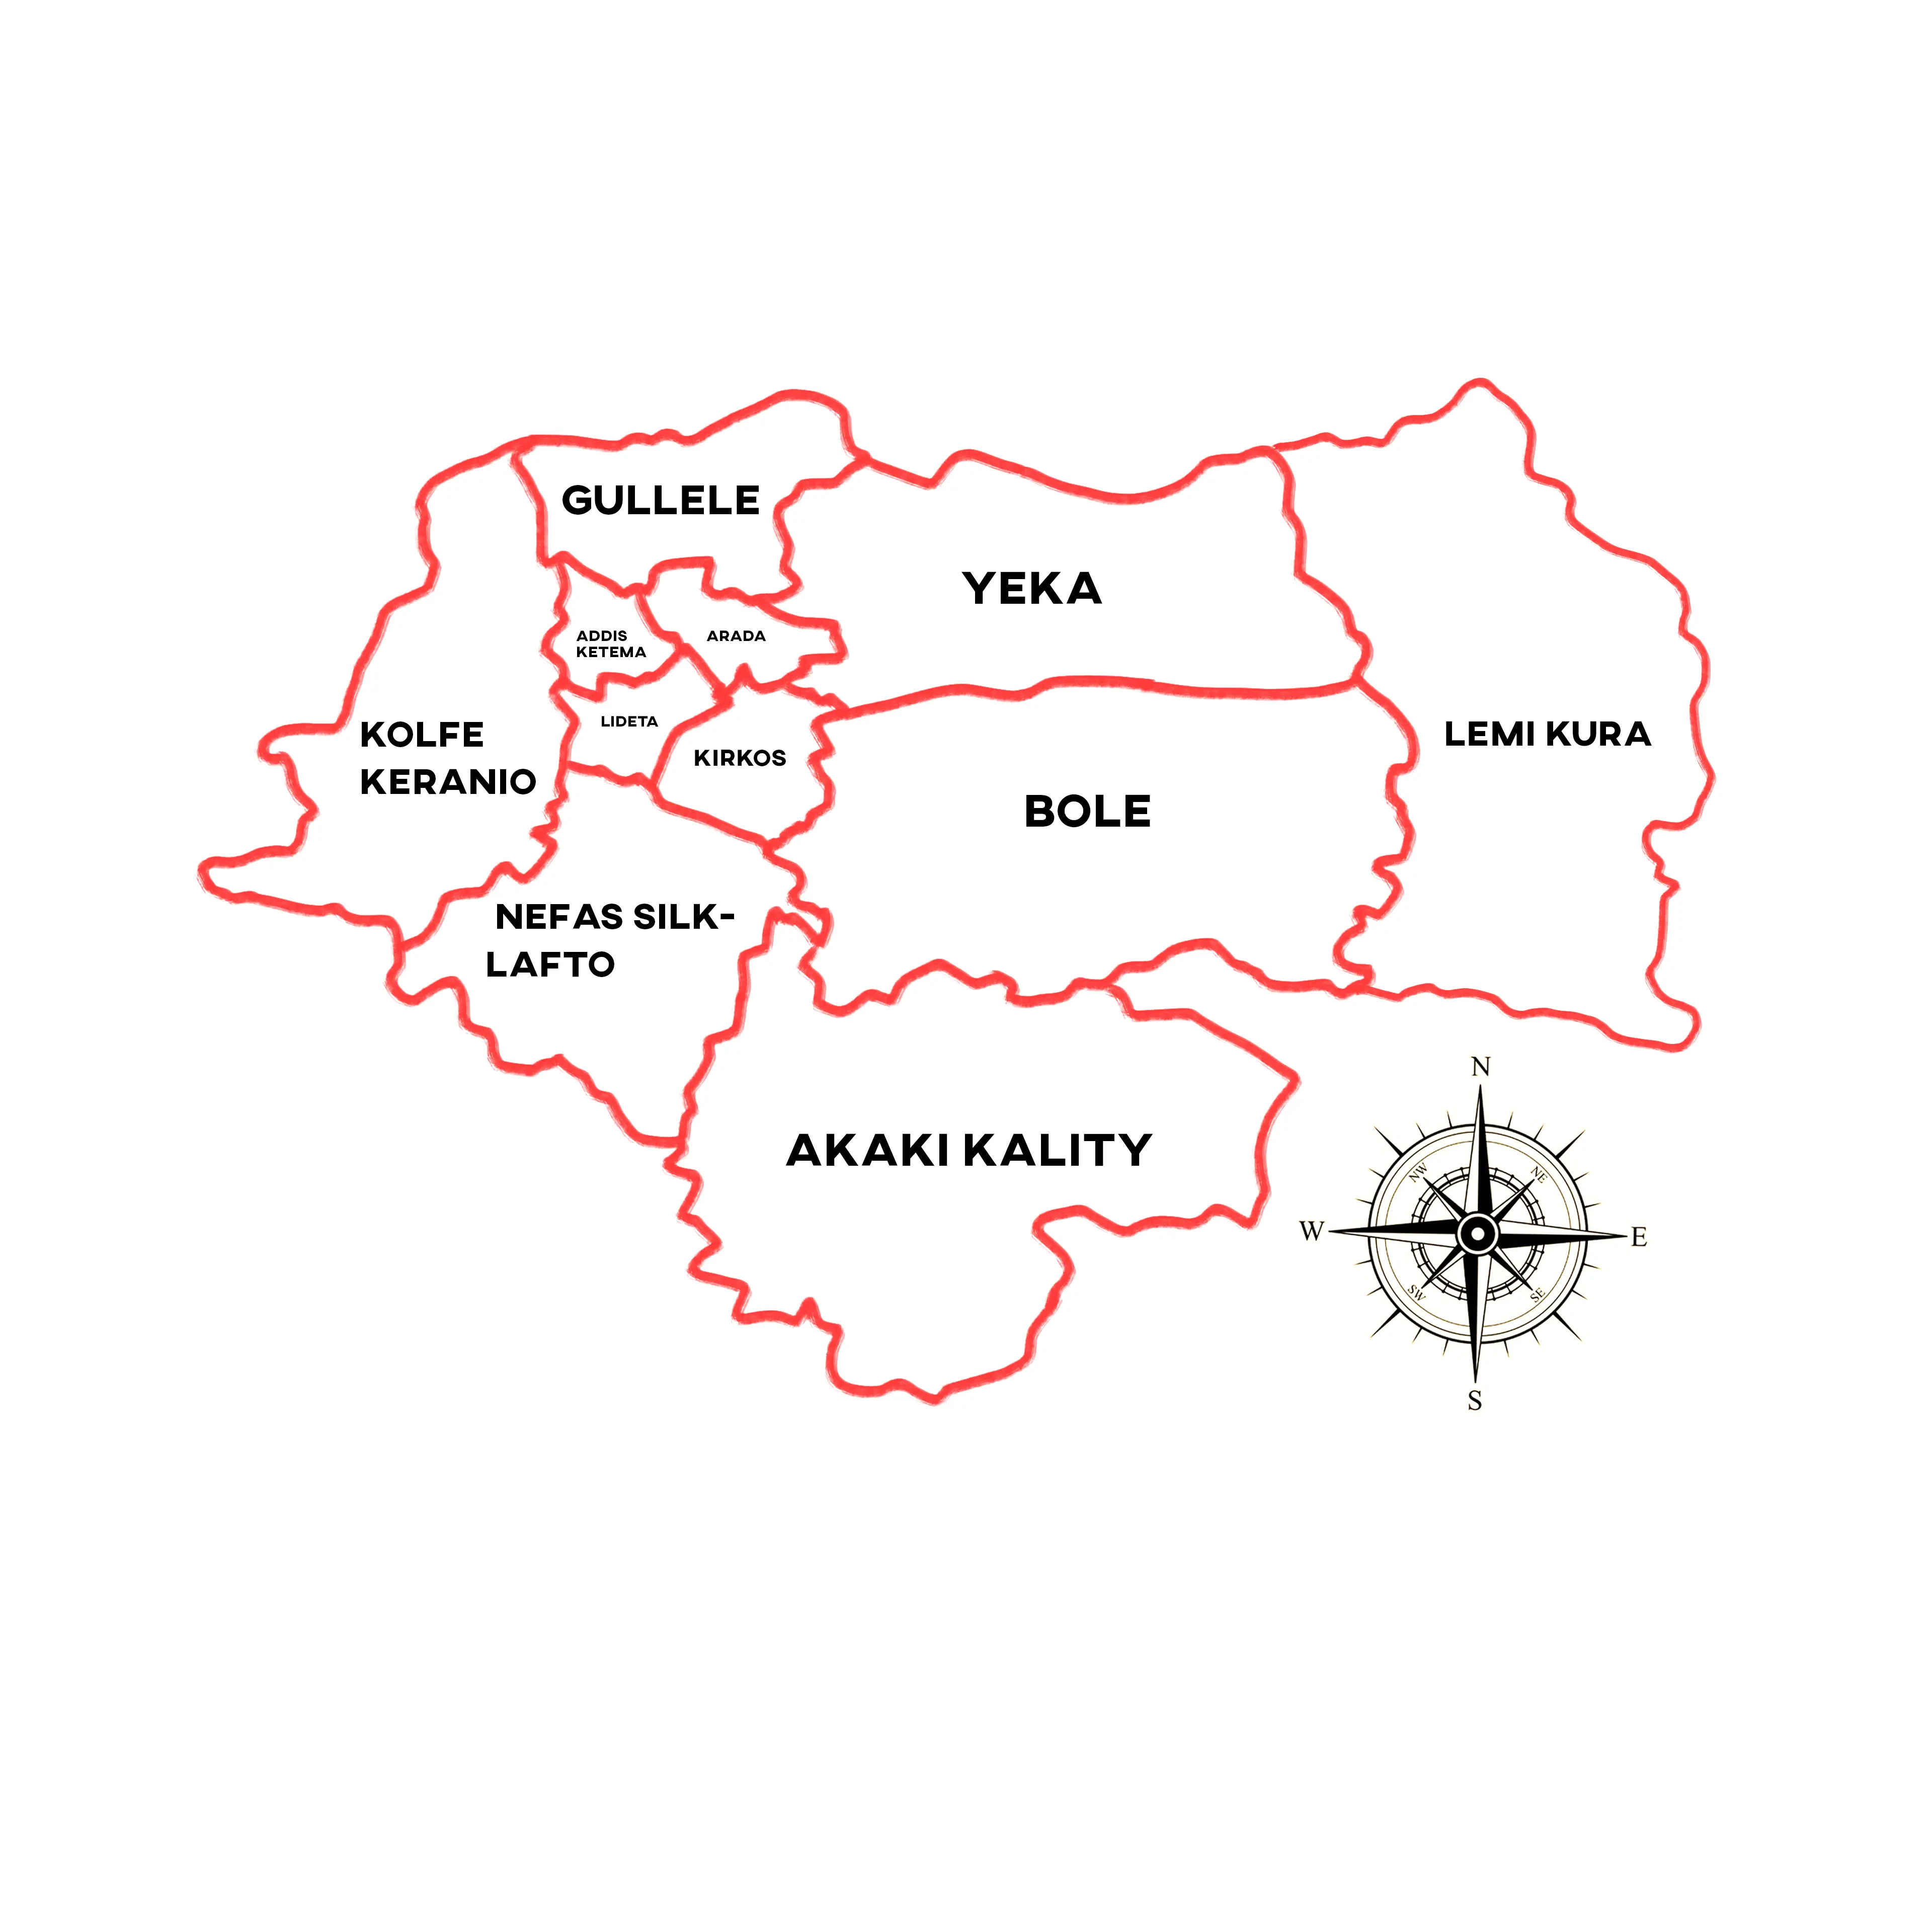 GULLELE
YEKA
ADDIS
KETEMA
ARADA
LIDETA
KOLFE
KERANIO
KIRKOS
LEMI KURA
BOLE
NEFAS SILK-
LAFTO
AKAKI KALITY
N
NW
NE
W
E
SW
SE
S